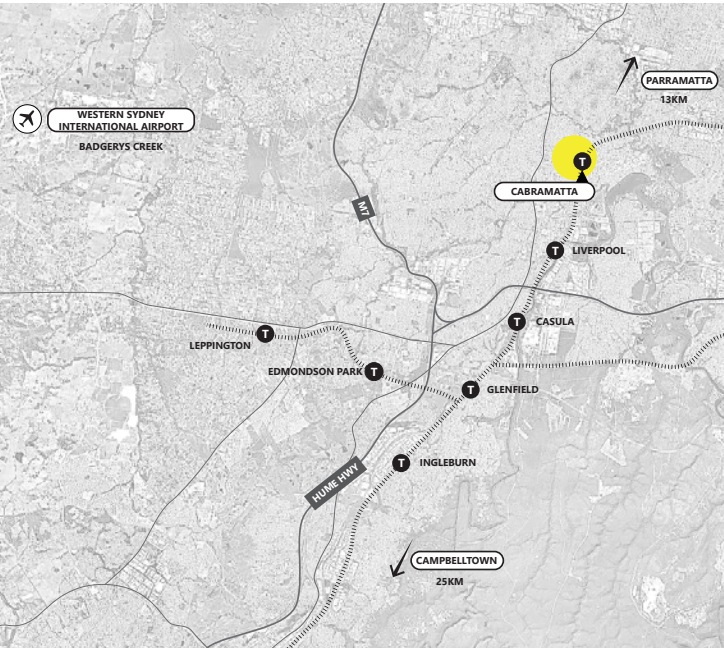 PARRAMATTA
13KM
WESTERN SYDNEY
INTERNATIONAL AIRPORT
BADGERYS CREEK
T
CABRAMATTA
M7
T
LIVERPOOL
T
CASULA
T
LEPPINGTON
T
EDMONDSON PARK
T
GLENFIELD
T
INGLEBURN
HUME HWY
CAMPBELLTOWN
25KM